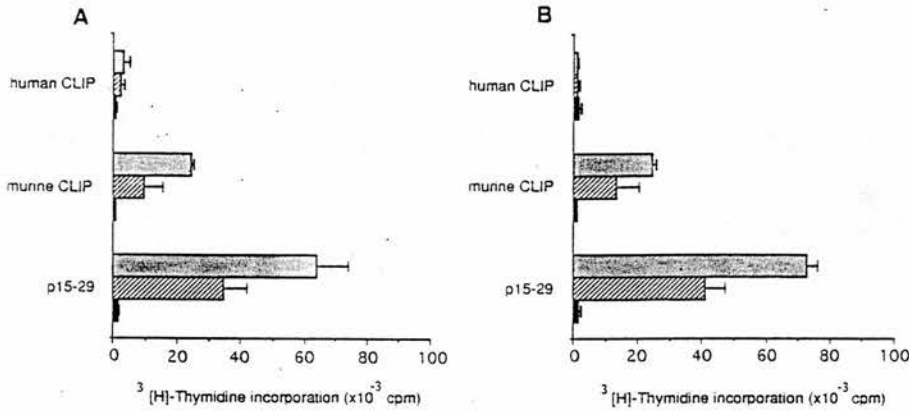 A
human CLIP
murine CLIP
p15-29
0 20 40 60 80 100
3 [H]-Thymidine incorporation (x10-3 cpm)
B
human CLIP
murine CLIP
p15-29
0 20 40 60 80 100
3 [H]-Thymidine incorporation (x10-3 cpm)